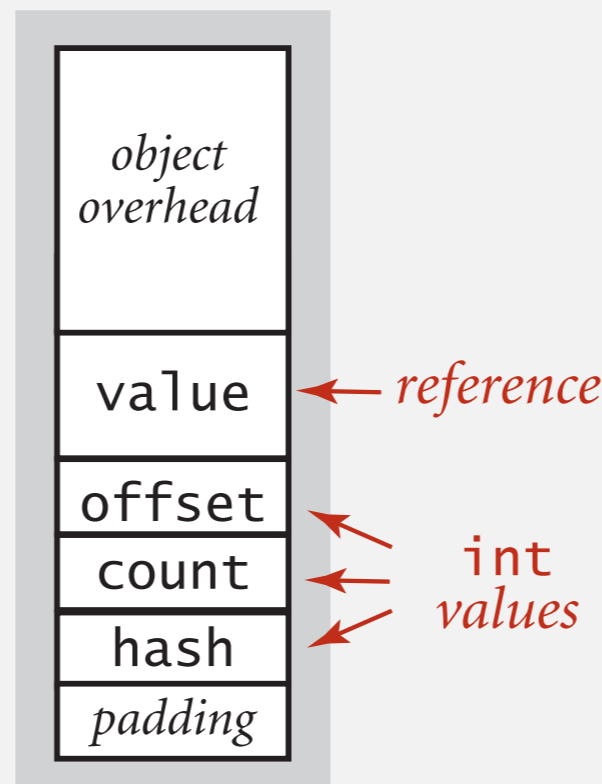 object
overhead
value
reference
offset
count
int
values
hash
padding